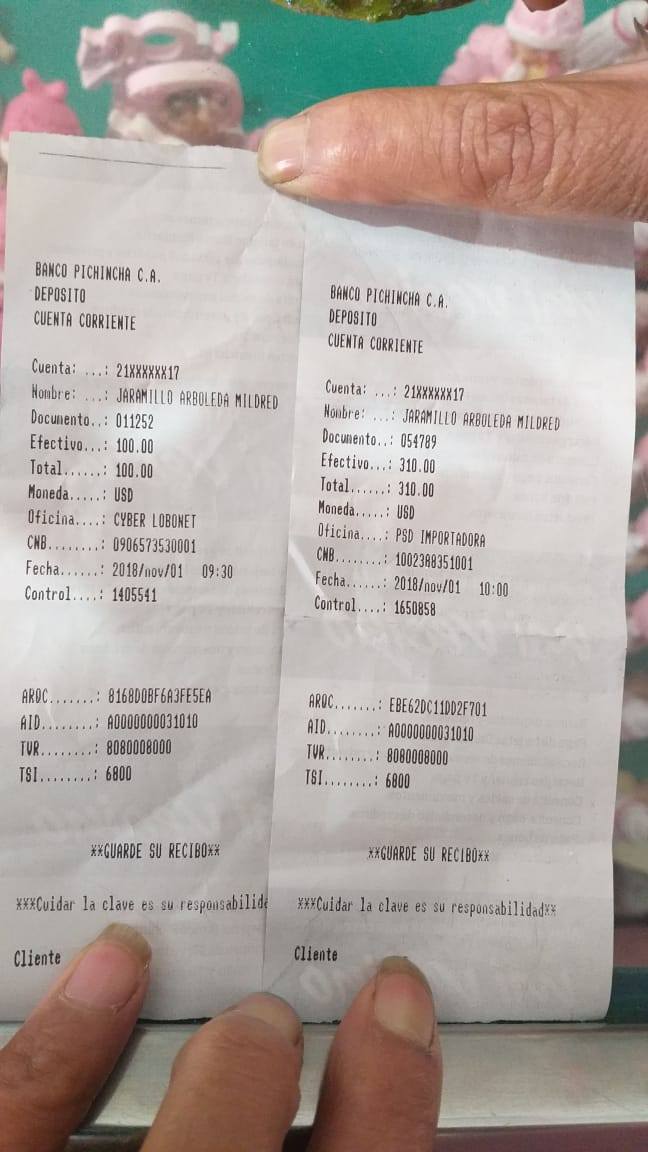 BANCO PICHINCHA C.A.
DEPOSITO
CUENTA CORRIENTE
Cuenta: ...: 21XXXXXX17
Nombre: ...: JARAMILLO ARBOLEDA MILDRED
Documento..: 011252
Efectivo...: 100.00
Total......: 100.00
Moneda.....: USD
Oficina....: CYBER LOBONET
CNB........: 0906573530001
Fecha......: 2018/nov/01 09:30
Control....: 1405541
ARQC.......: 8168D0BF6A3FE5EA
AID........: A0000000031010
TVR........: 8080008000
TSI........: 6800
**GUARDE SU RECIBO**
***Cuidar la clave es su responsabilida
Cliente
BANCO PICHINCHA C.A.
DEPOSITO
CUENTA CORRIENTE
Cuenta: ...: 21XXXXXX17
Nombre: ...: JARAMILLO ARBOLEDA MILDRED
Documento..: 054789
Efectivo...: 310.00
Total......: 310.00
Moneda.....: USD
Oficina....: PSD IMPORTADORA
CNB........: 1002388351001
Fecha......: 2018/nov/01 10:00
Control....: 1650858
ARQC.......: EBE62DC11DD2F701
AID........: A0000000031010
TVR........: 8080008000
TSI........: 6800
**GUARDE SU RECIBO**
***Cuidar la clave es su responsabilidad**
Cliente